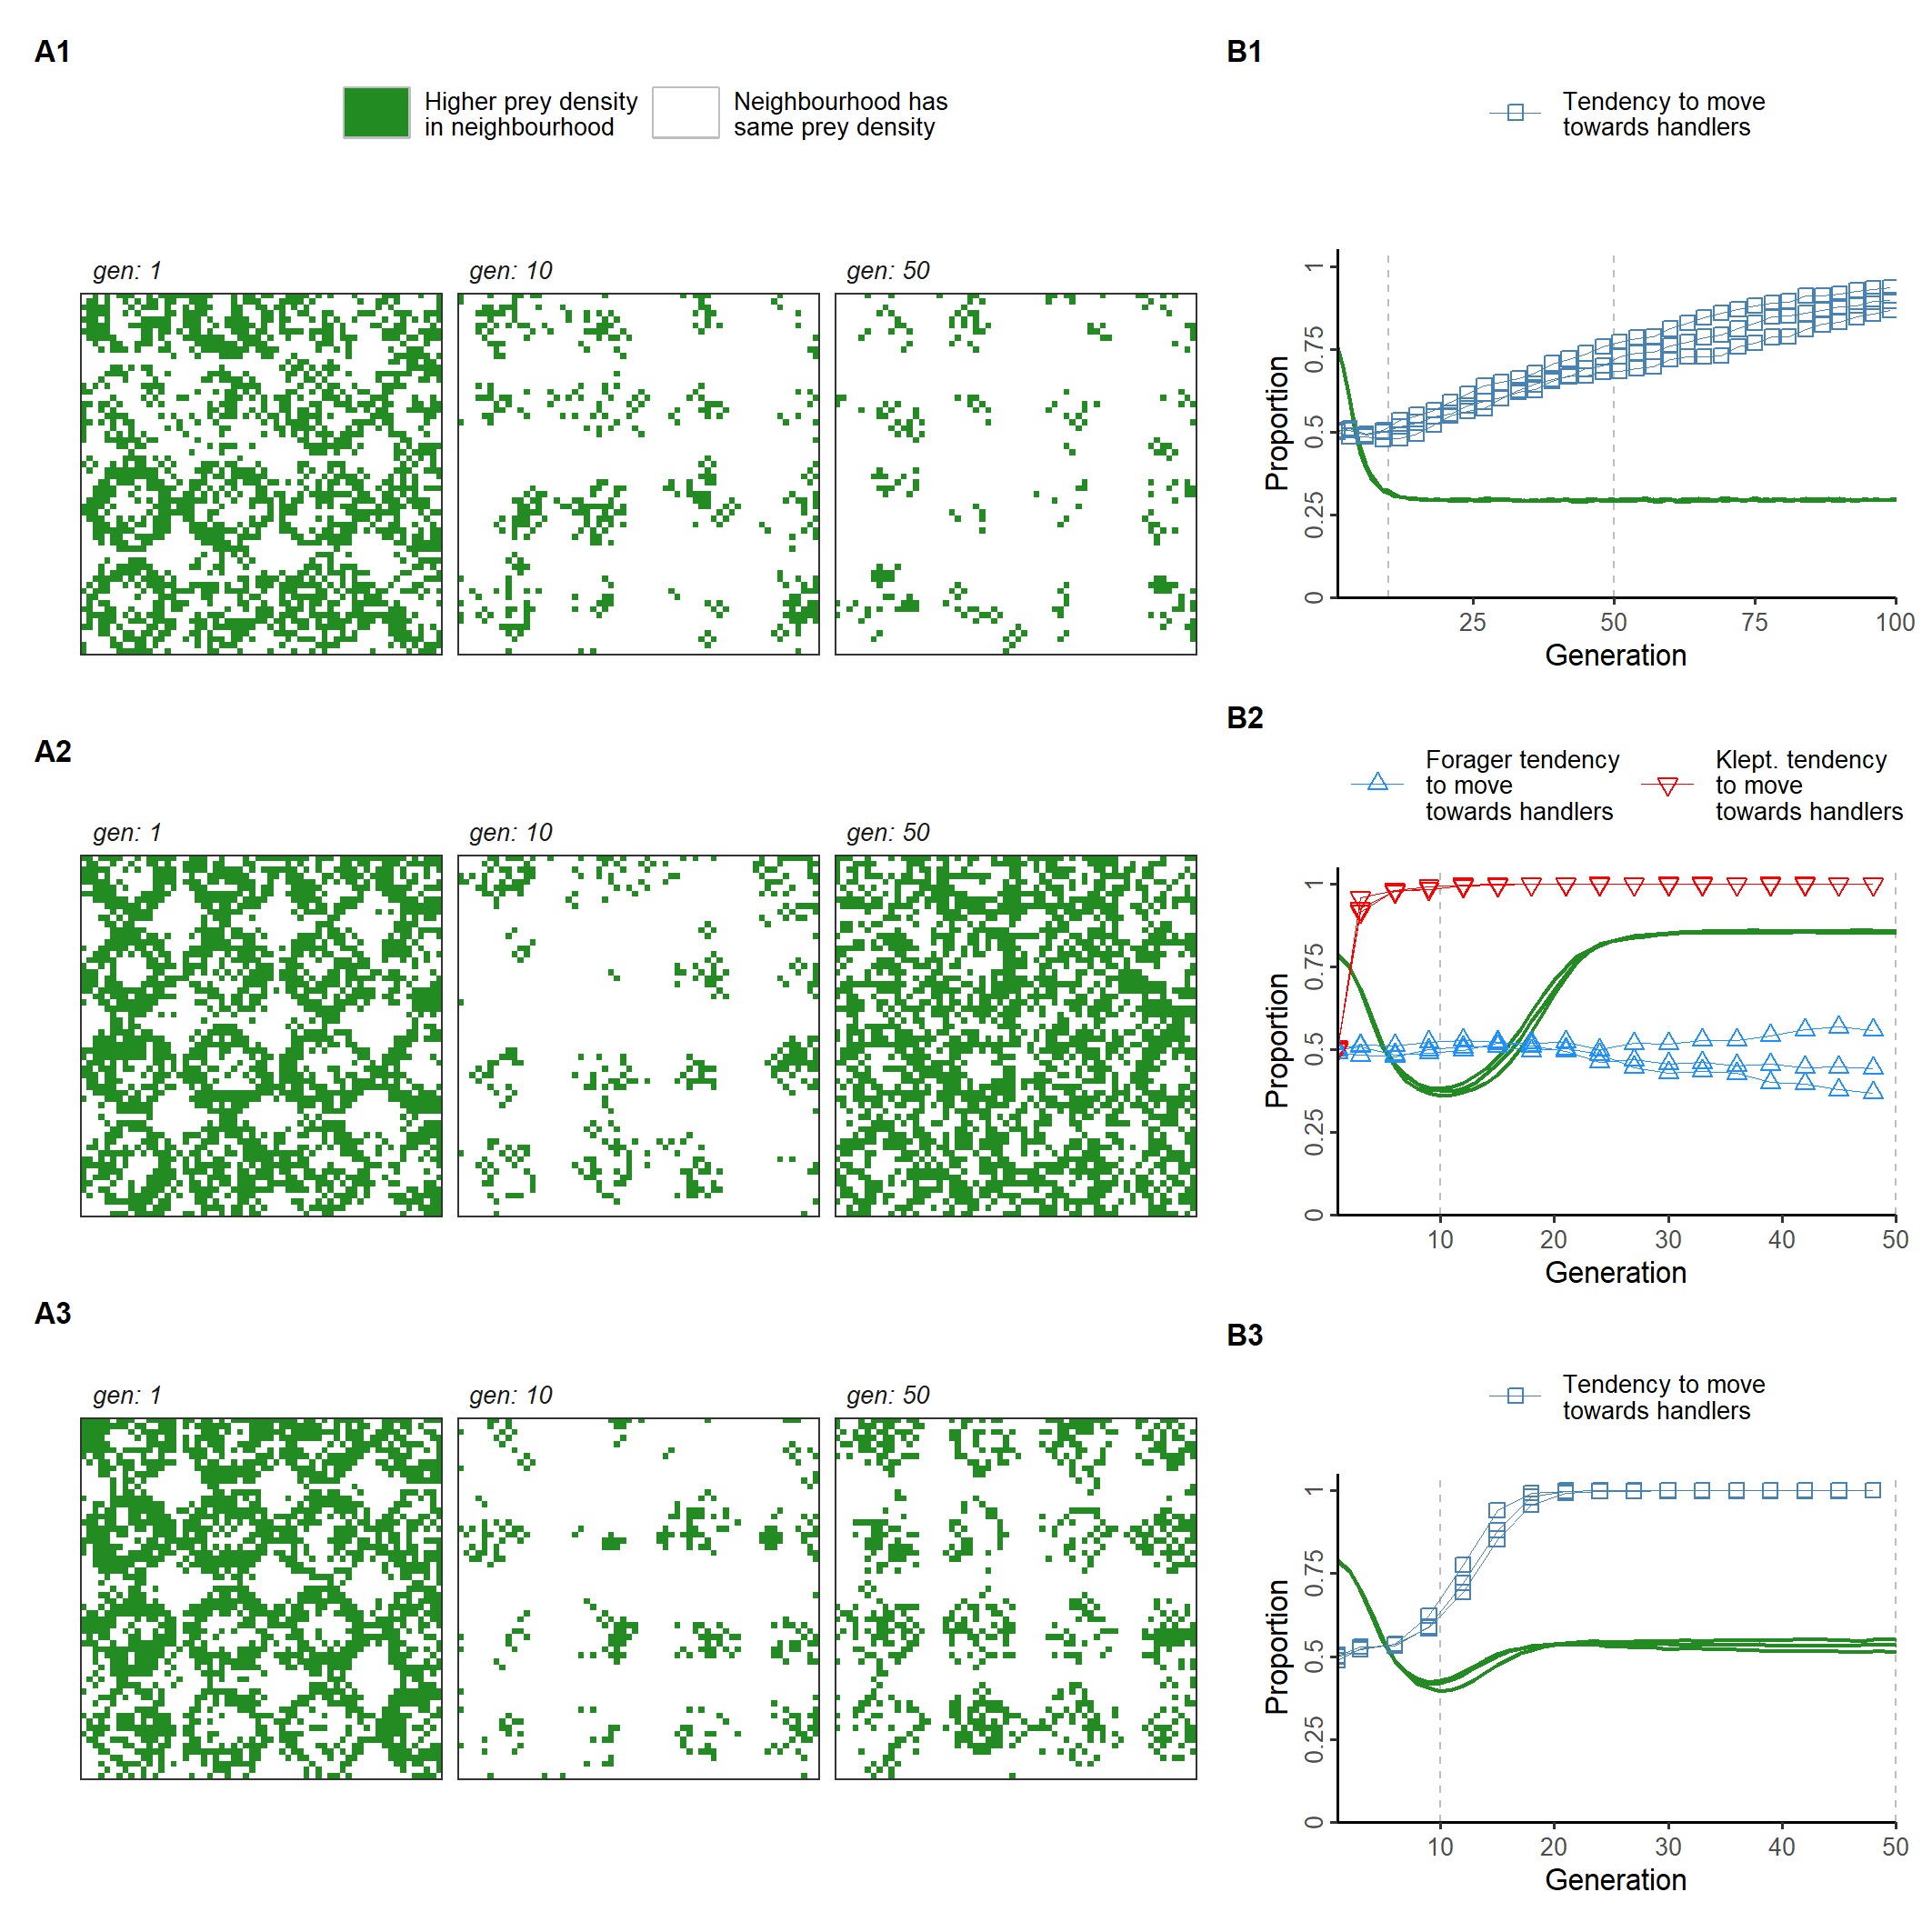 A1
Higher prey density
in neighbourhood
Neighbourhood has
same prey density
gen: 1
gen: 10
gen: 50
B1
Tendency to move
towards handlers
Proportion
0
0.25
0.5
0.75
1
25
50
75
100
Generation
A2
gen: 1
gen: 10
gen: 50
B2
Forager tendency
to move
towards handlers
Klept. tendency
to move
towards handlers
Proportion
0
0.25
0.5
0.75
1
10
20
30
40
50
Generation
A3
gen: 1
gen: 10
gen: 50
B3
Tendency to move
towards handlers
Proportion
0
0.25
0.5
0.75
1
10
20
30
40
50
Generation